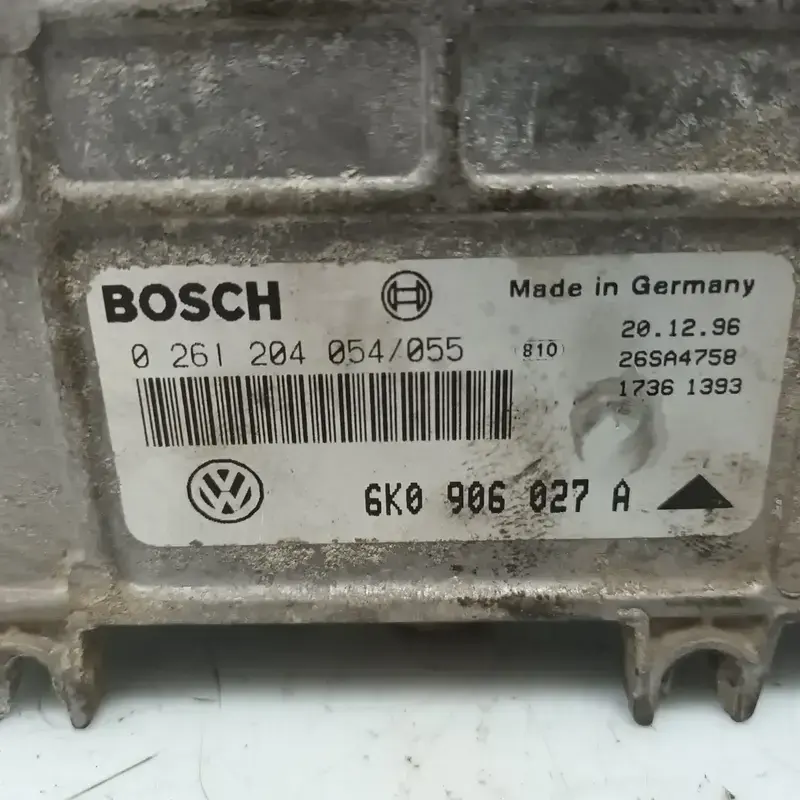 BOSCH
Made in Germany
0 261 204 054/055
810
20.12.96
26SA4758
1736 1393
VW
6K0 906 027 A